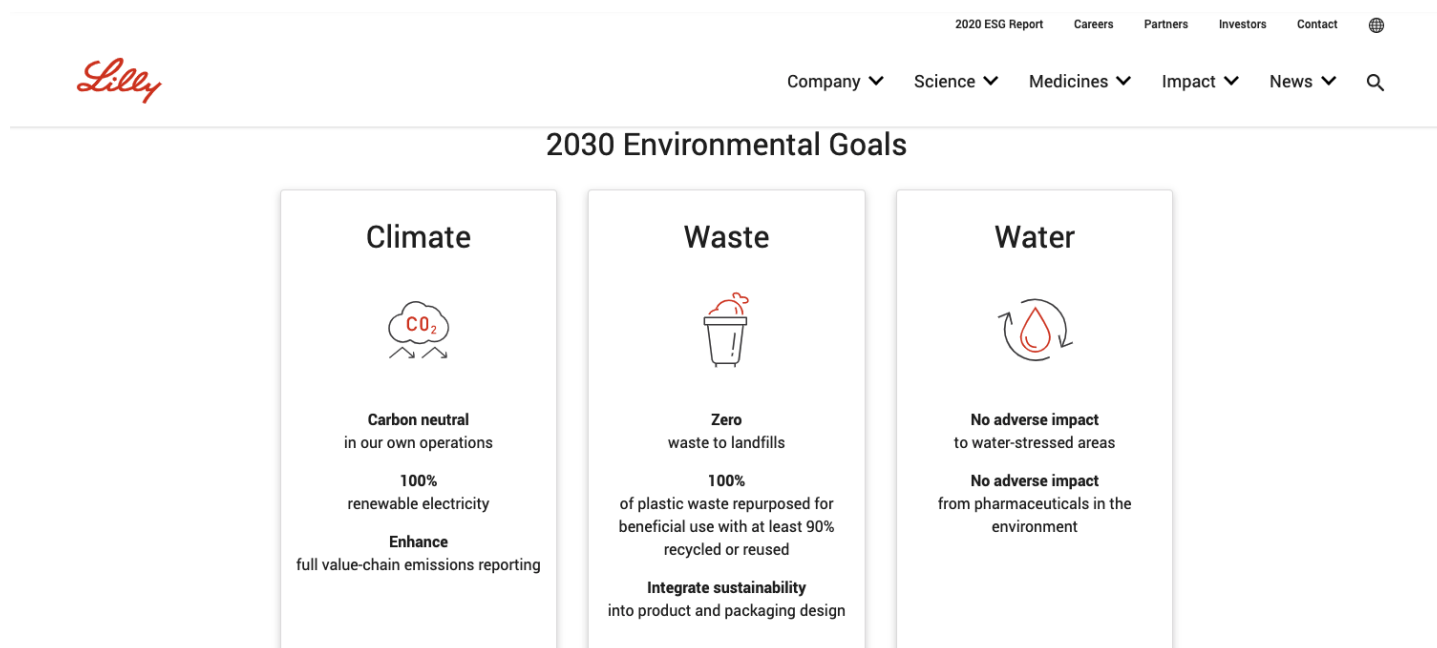 2020 ESG Report Careers Partners Investors Contact
Lilly
Company Science Medicines Impact News
2030 Environmental Goals
Climate
CO₂
Carbon neutral
in our own operations
100%
renewable electricity
Enhance
full value-chain emissions reporting
Waste
Zero
waste to landfills
100%
of plastic waste repurposed for
beneficial use with at least 90%
recycled or reused
Integrate sustainability
into product and packaging design
Water
No adverse impact
to water-stressed areas
No adverse impact
from pharmaceuticals in the
environment